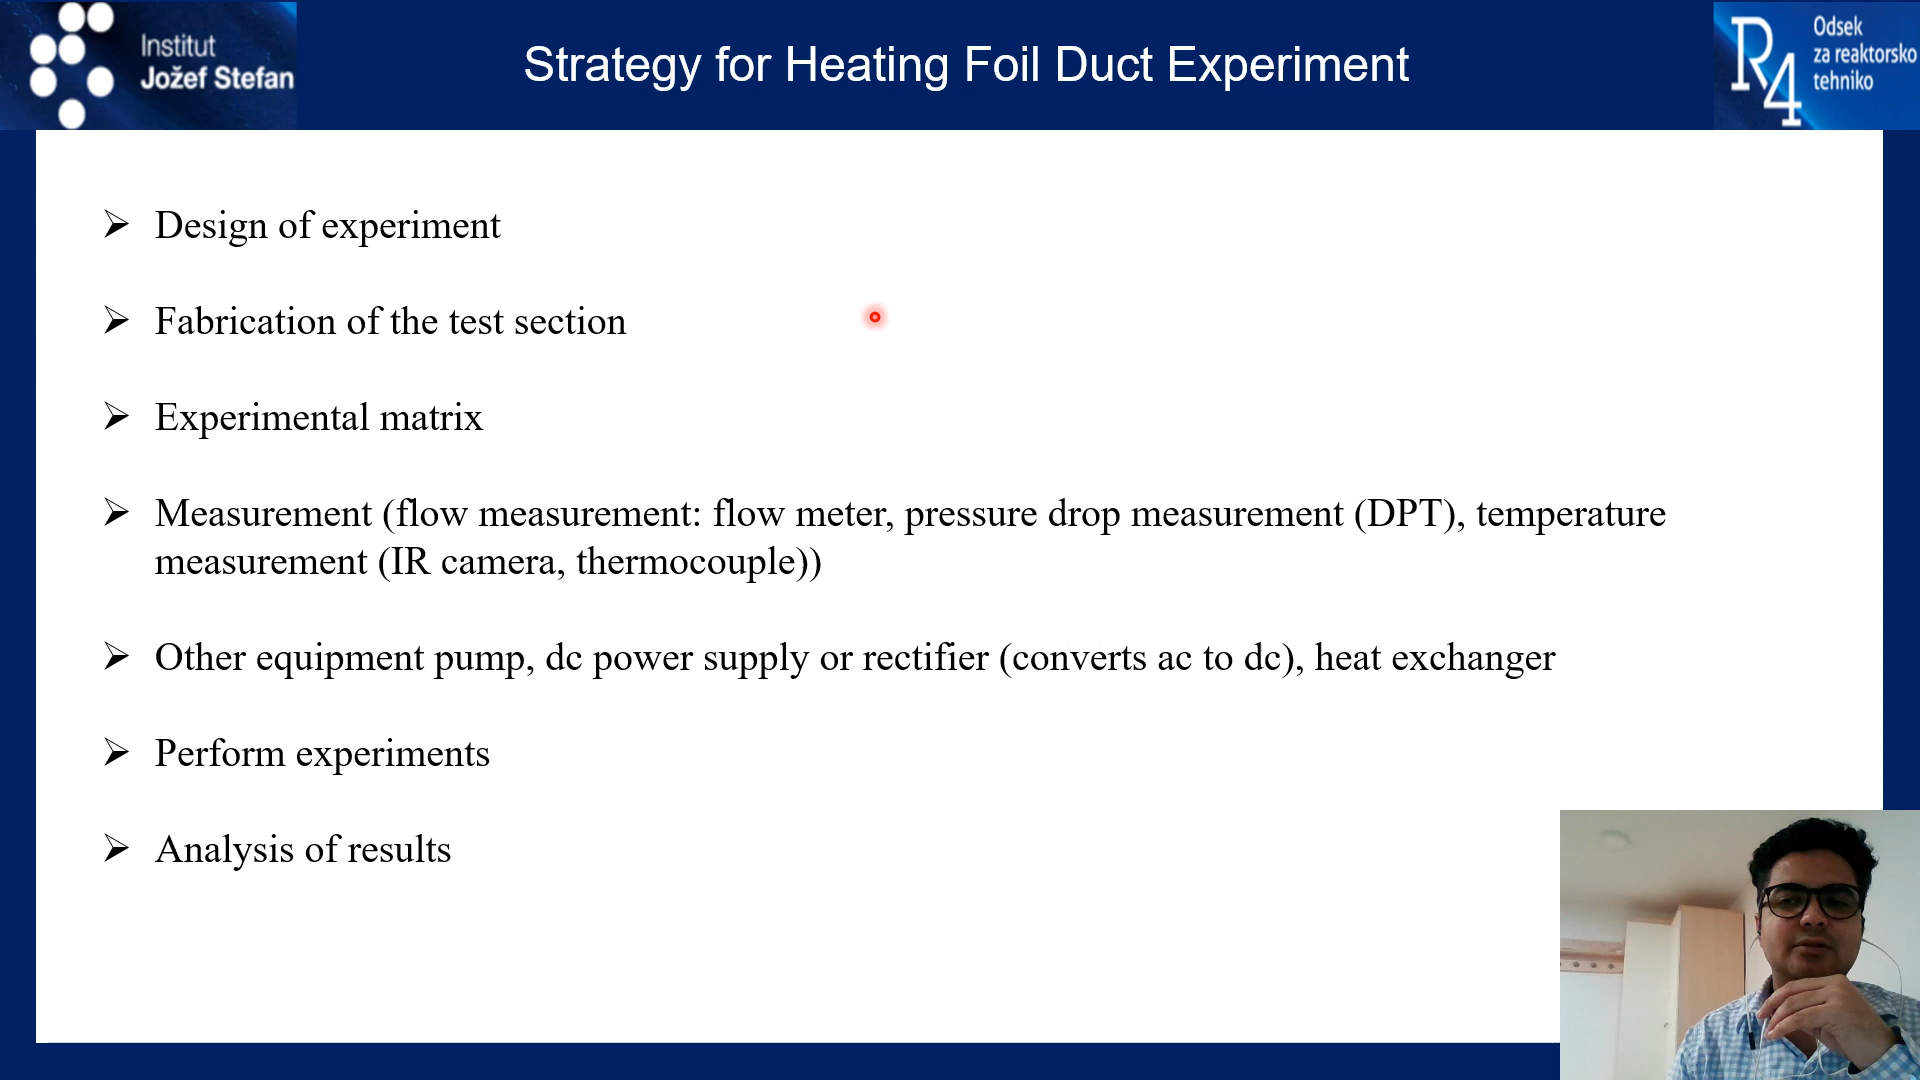 Institut
Jožef Stefan
Strategy for Heating Foil Duct Experiment
R4
Odsek
za reaktorsko
tehniko
Design of experiment
Fabrication of the test section
Experimental matrix
Measurement (flow measurement: flow meter, pressure drop measurement (DPT), temperature
measurement (IR camera, thermocouple))
Other equipment pump, dc power supply or rectifier (converts ac to dc), heat exchanger
Perform experiments
Analysis of results